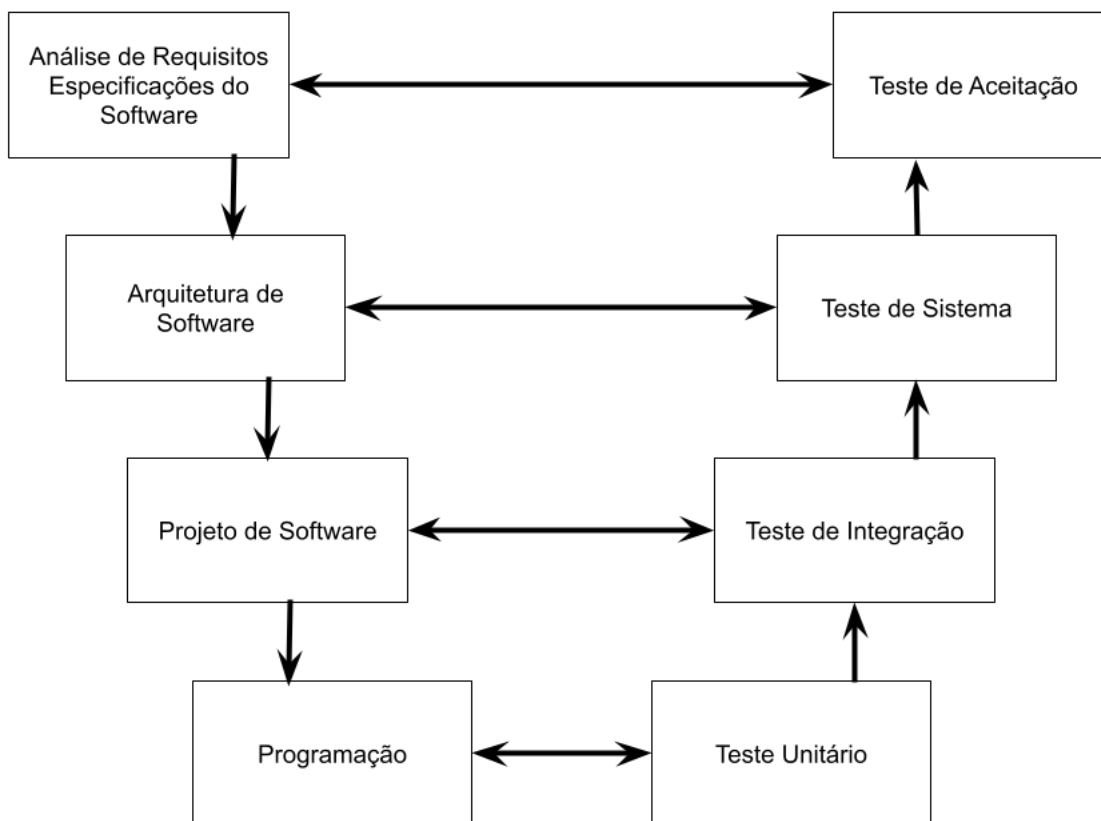 Análise de Requisitos
Especificações do
Software
Teste de Aceitação
Arquitetura de
Software
Teste de Sistema
Projeto de Software
Teste de Integração
Programação
Teste Unitário